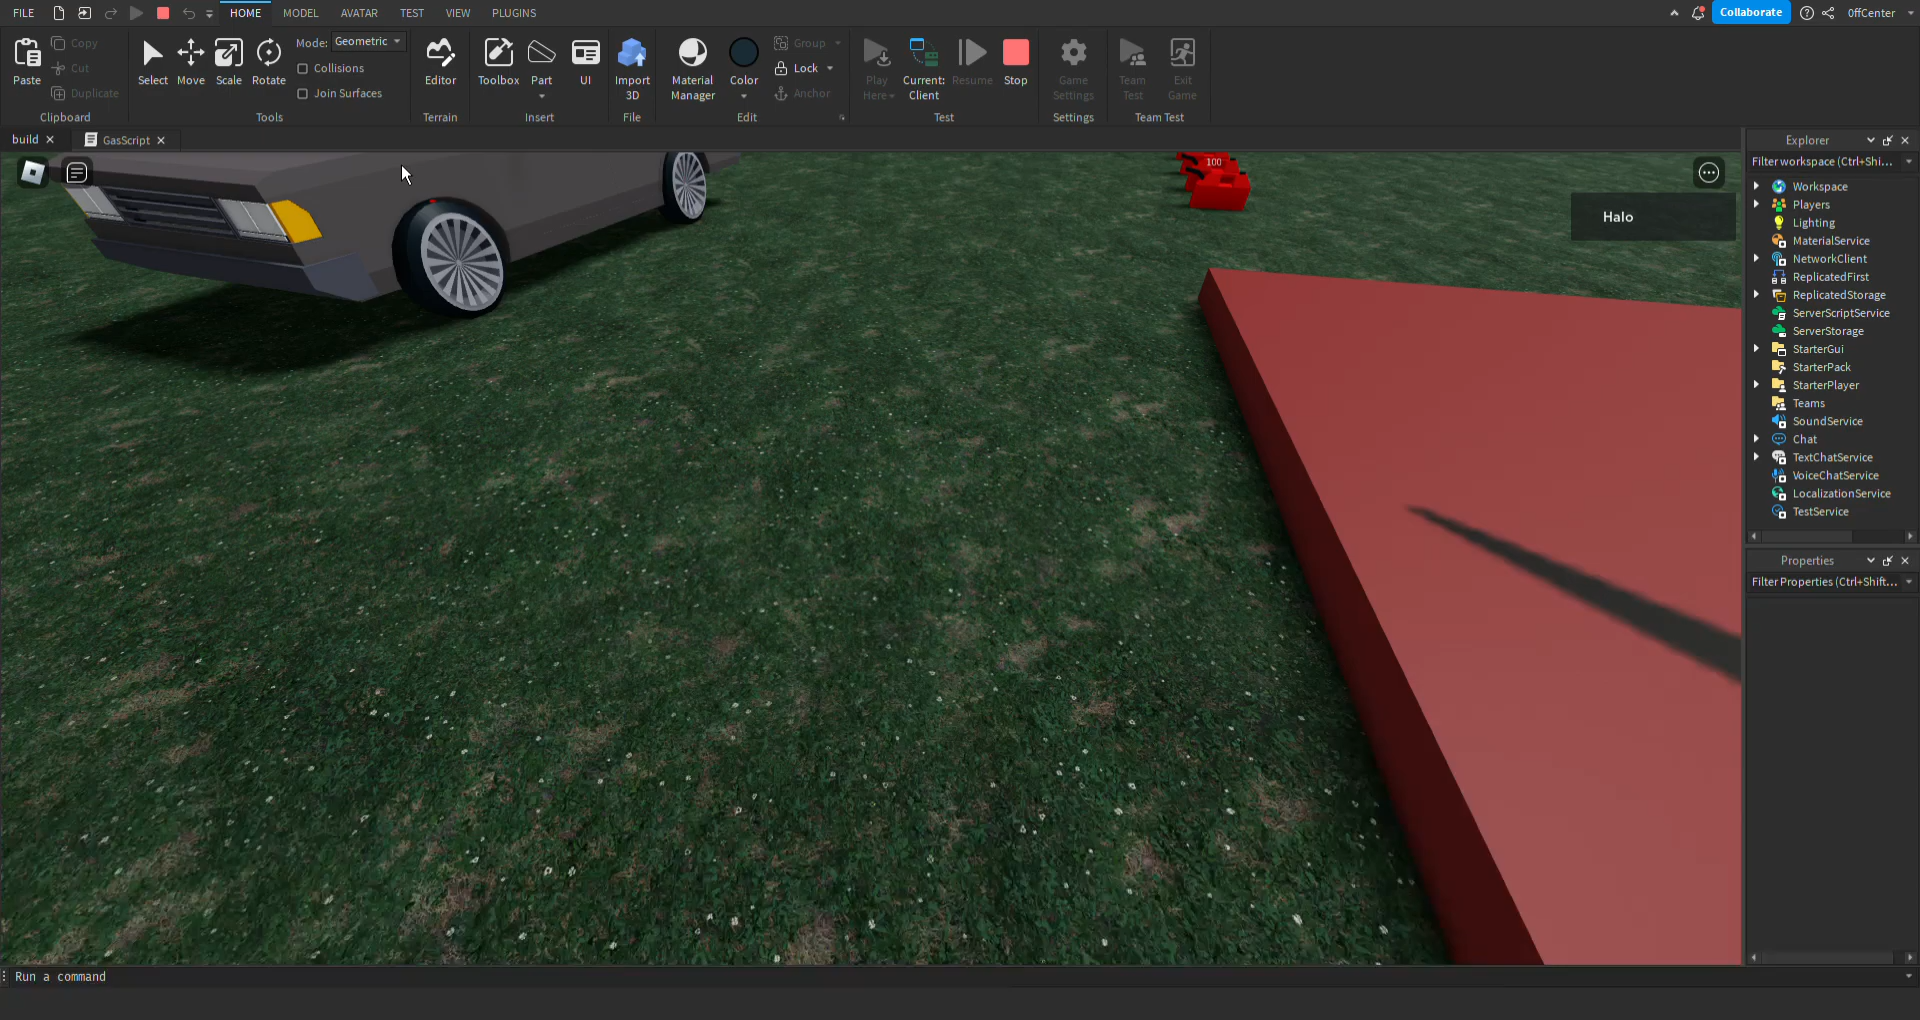 FILE HOME MODEL AVATAR TEST VIEW PLUGINS Collaborate 0ffCenter
Copy Mode: Geometric Group
Cut Collisions Lock
Paste Select Move Scale Rotate Editor Toolbox Part UI Import Material Color Play Current: Resume Stop Game Team Exit
Duplicate Join Surfaces 3D Manager Anchor Here Client Settings Test Game
Clipboard Tools Terrain Insert File Edit Test Settings Team Test
build GasScript
100
Halo
Explorer
Filter workspace (Ctrl+Shi...
Workspace
Players
Lighting
MaterialService
NetworkClient
ReplicatedFirst
ReplicatedStorage
ServerScriptService
ServerStorage
StarterGui
StarterPack
StarterPlayer
Teams
SoundService
Chat
TextChatService
VoiceChatService
LocalizationService
TestService
Properties
Filter Properties (Ctrl+Shift...
Run a command